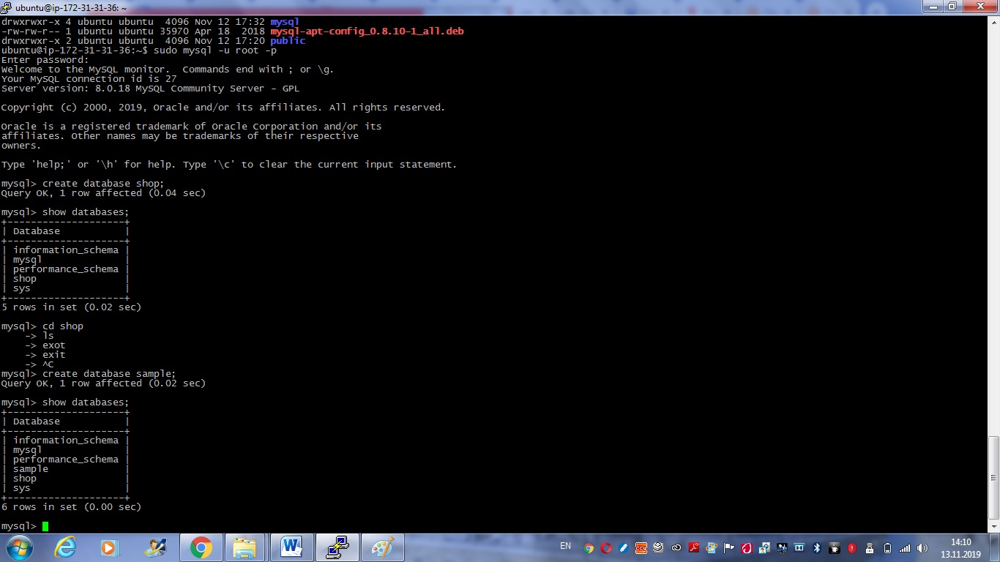 ubuntu@ip-172-31-31-36: ~
drwxrwxr-x 4 ubuntu ubuntu  4096 Nov 12 17:32 mysql
-rw-rw-r-- 1 ubuntu ubuntu 35970 Apr 18  2018 mysql-apt-config_0.8.10-1_all.deb
drwxrwxr-x 2 ubuntu ubuntu  4096 Nov 12 17:20 public
ubuntu@ip-172-31-31-36:~$ sudo mysql -u root -p
Enter password:
Welcome to the MySQL monitor.  Commands end with ; or \g.
Your MySQL connection id is 27
Server version: 8.0.18 MySQL Community Server - GPL
Copyright (c) 2000, 2019, Oracle and/or its affiliates. All rights reserved.
Oracle is a registered trademark of Oracle Corporation and/or its
affiliates. Other names may be trademarks of their respective
owners.
Type 'help;' or '\h' for help. Type '\c' to clear the current input statement.
mysql> create database shop;
Query OK, 1 row affected (0.04 sec)
mysql> show databases;
+--------------------+
| Database           |
+--------------------+
| information_schema |
| mysql              |
| performance_schema |
| shop               |
| sys                |
+--------------------+
5 rows in set (0.02 sec)
mysql> cd shop
    -> ls
    -> exot
    -> exit
    -> ^C
mysql> create database sample;
Query OK, 1 row affected (0.02 sec)
mysql> show databases;
+--------------------+
| Database           |
+--------------------+
| information_schema |
| mysql              |
| performance_schema |
| sample             |
| shop               |
| sys                |
+--------------------+
6 rows in set (0.00 sec)
mysql>
EN
14:10
13.11.2019